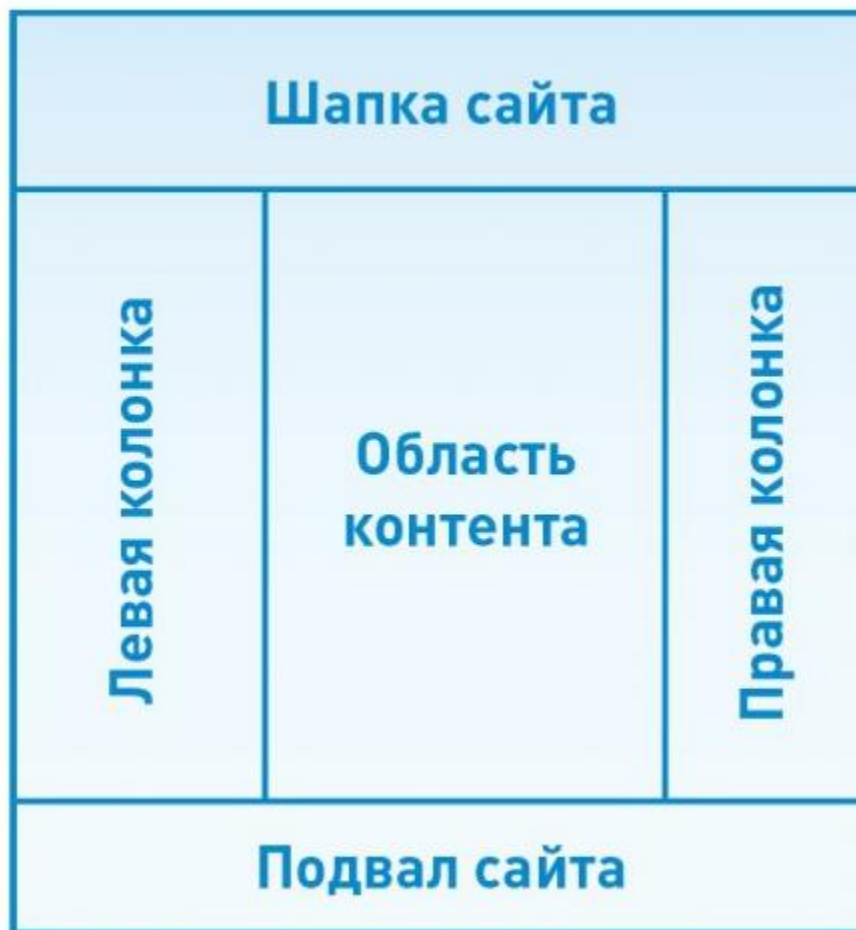 Шапка сайта
Левая колонка
Область
контента
Правая колонка
Подвал сайта